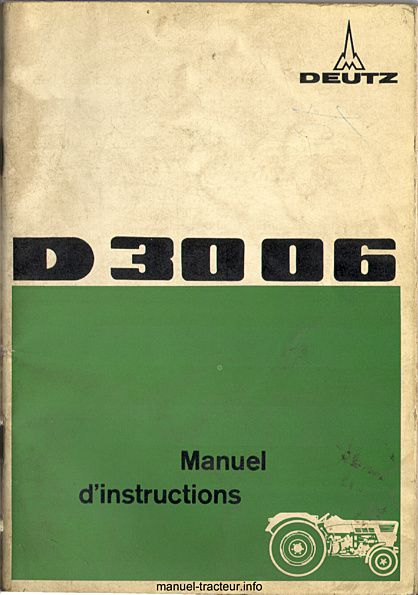 DEUTZ
D 3006
Manuel
d'instructions
manuel-tracteur.info